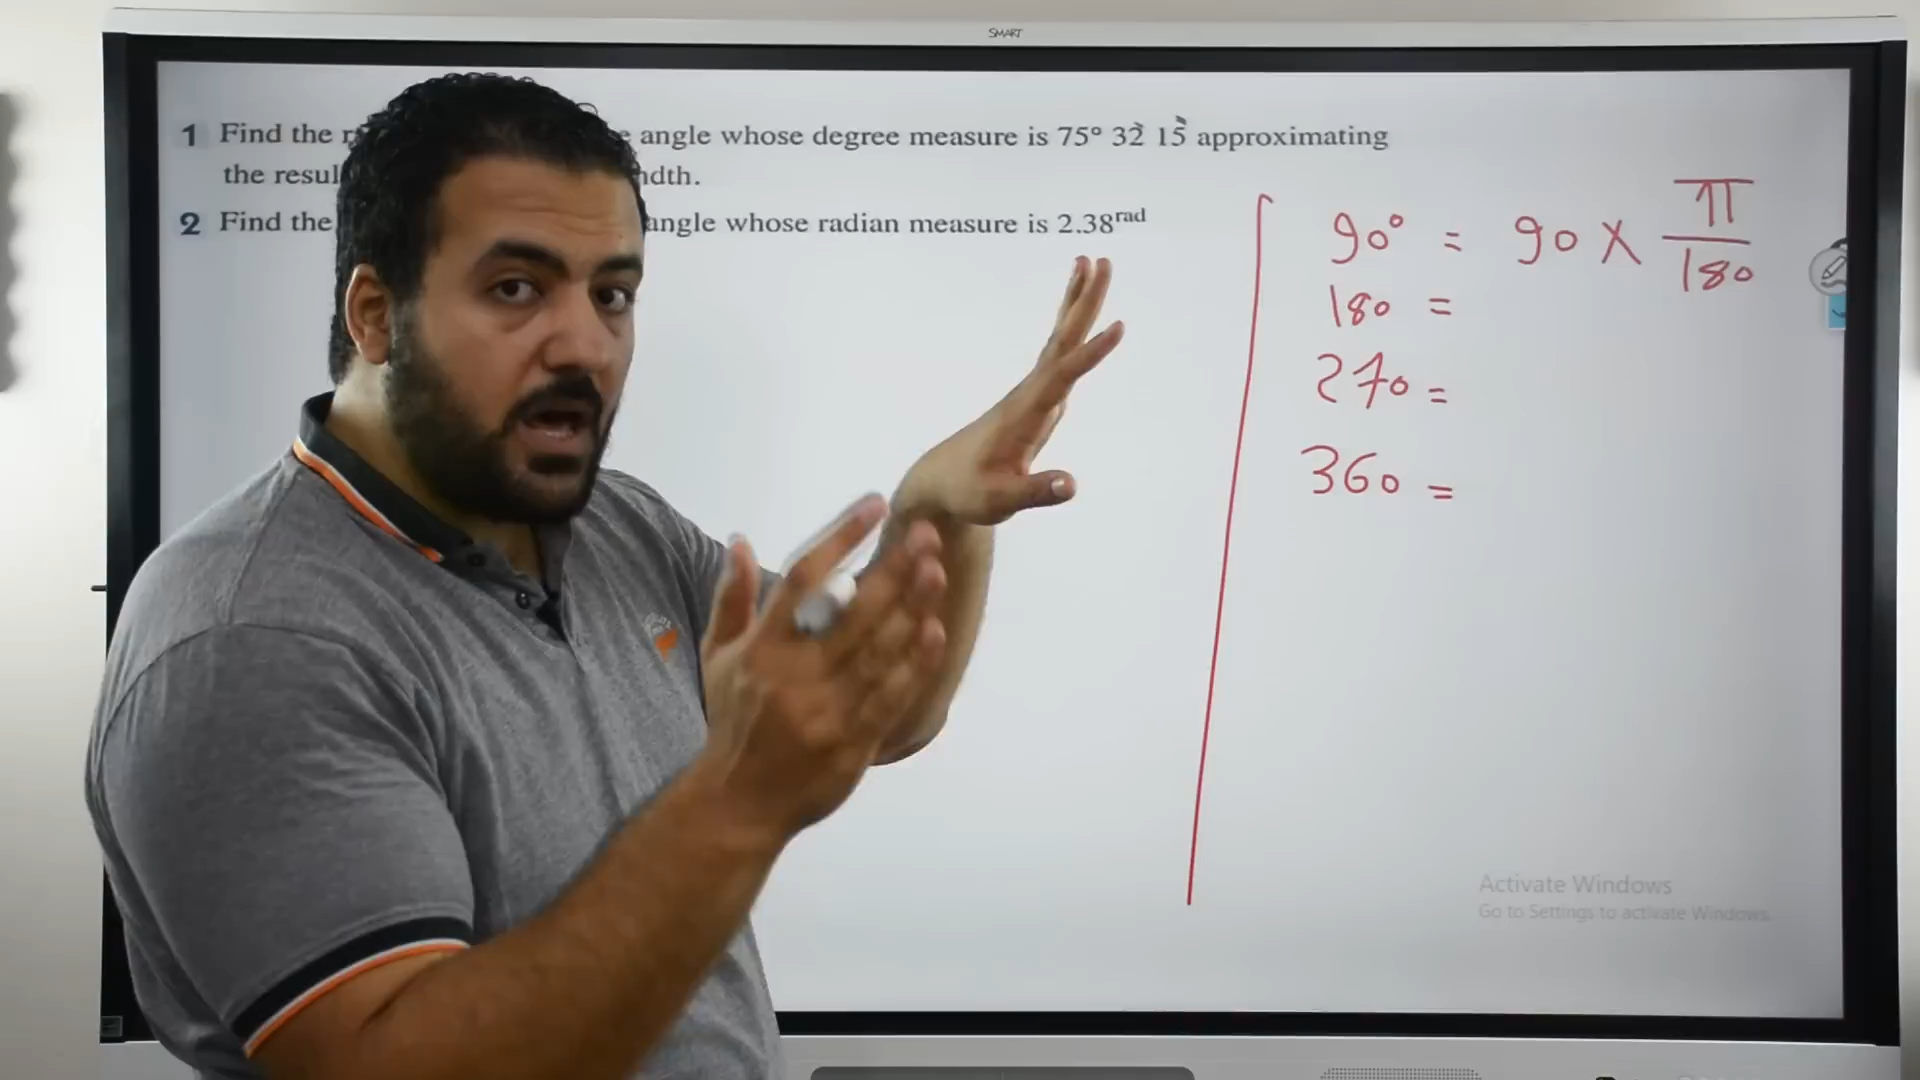 SMART
1 Find the angle whose degree measure is 75° 32̀ 15̏ approximating
the
2 Find the angle whose radian measure is 2.38ʳᵃᵈ
90° = 90 × π/180
180 =
270 =
360 =
Activate Windows
Go to Settings to activate Windows.